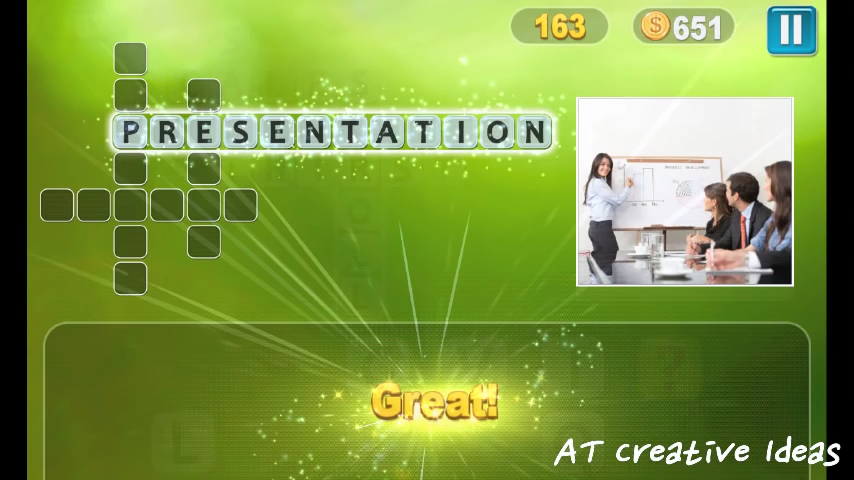 163
651
PRESENTATION
Great!
AT creative Ideas